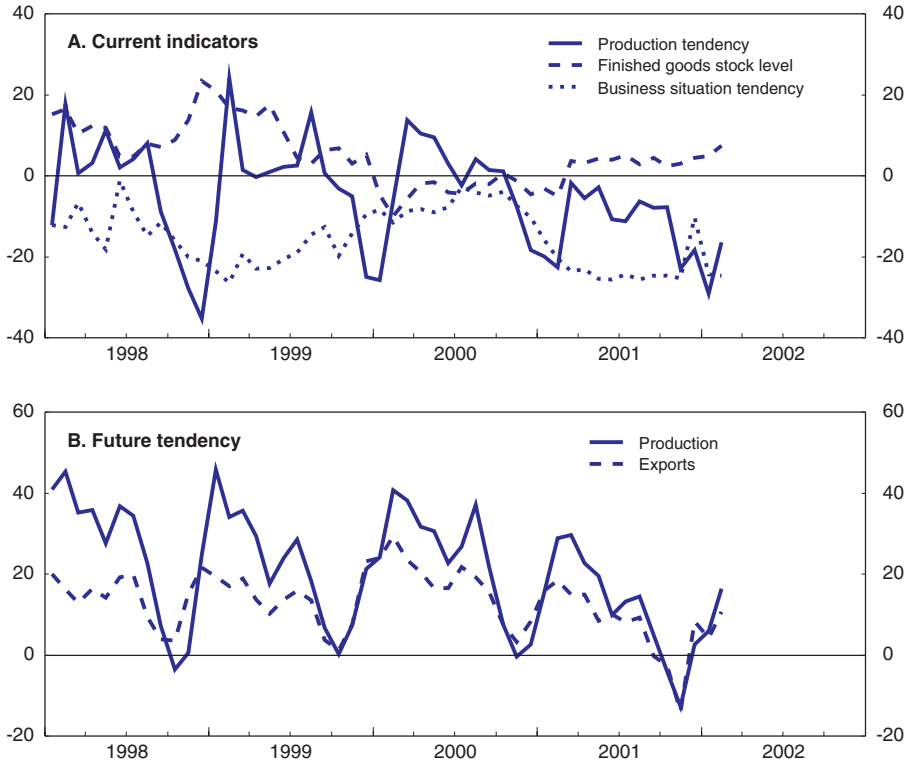 40 40
A. Current indicators
Production tendency
Finished goods stock level
Business situation tendency
20 20
0 0
-20 -20
-40 -40
1998 1999 2000 2001 2002
60 60
B. Future tendency
Production
Exports
40 40
20 20
0 0
-20 -20
1998 1999 2000 2001 2002